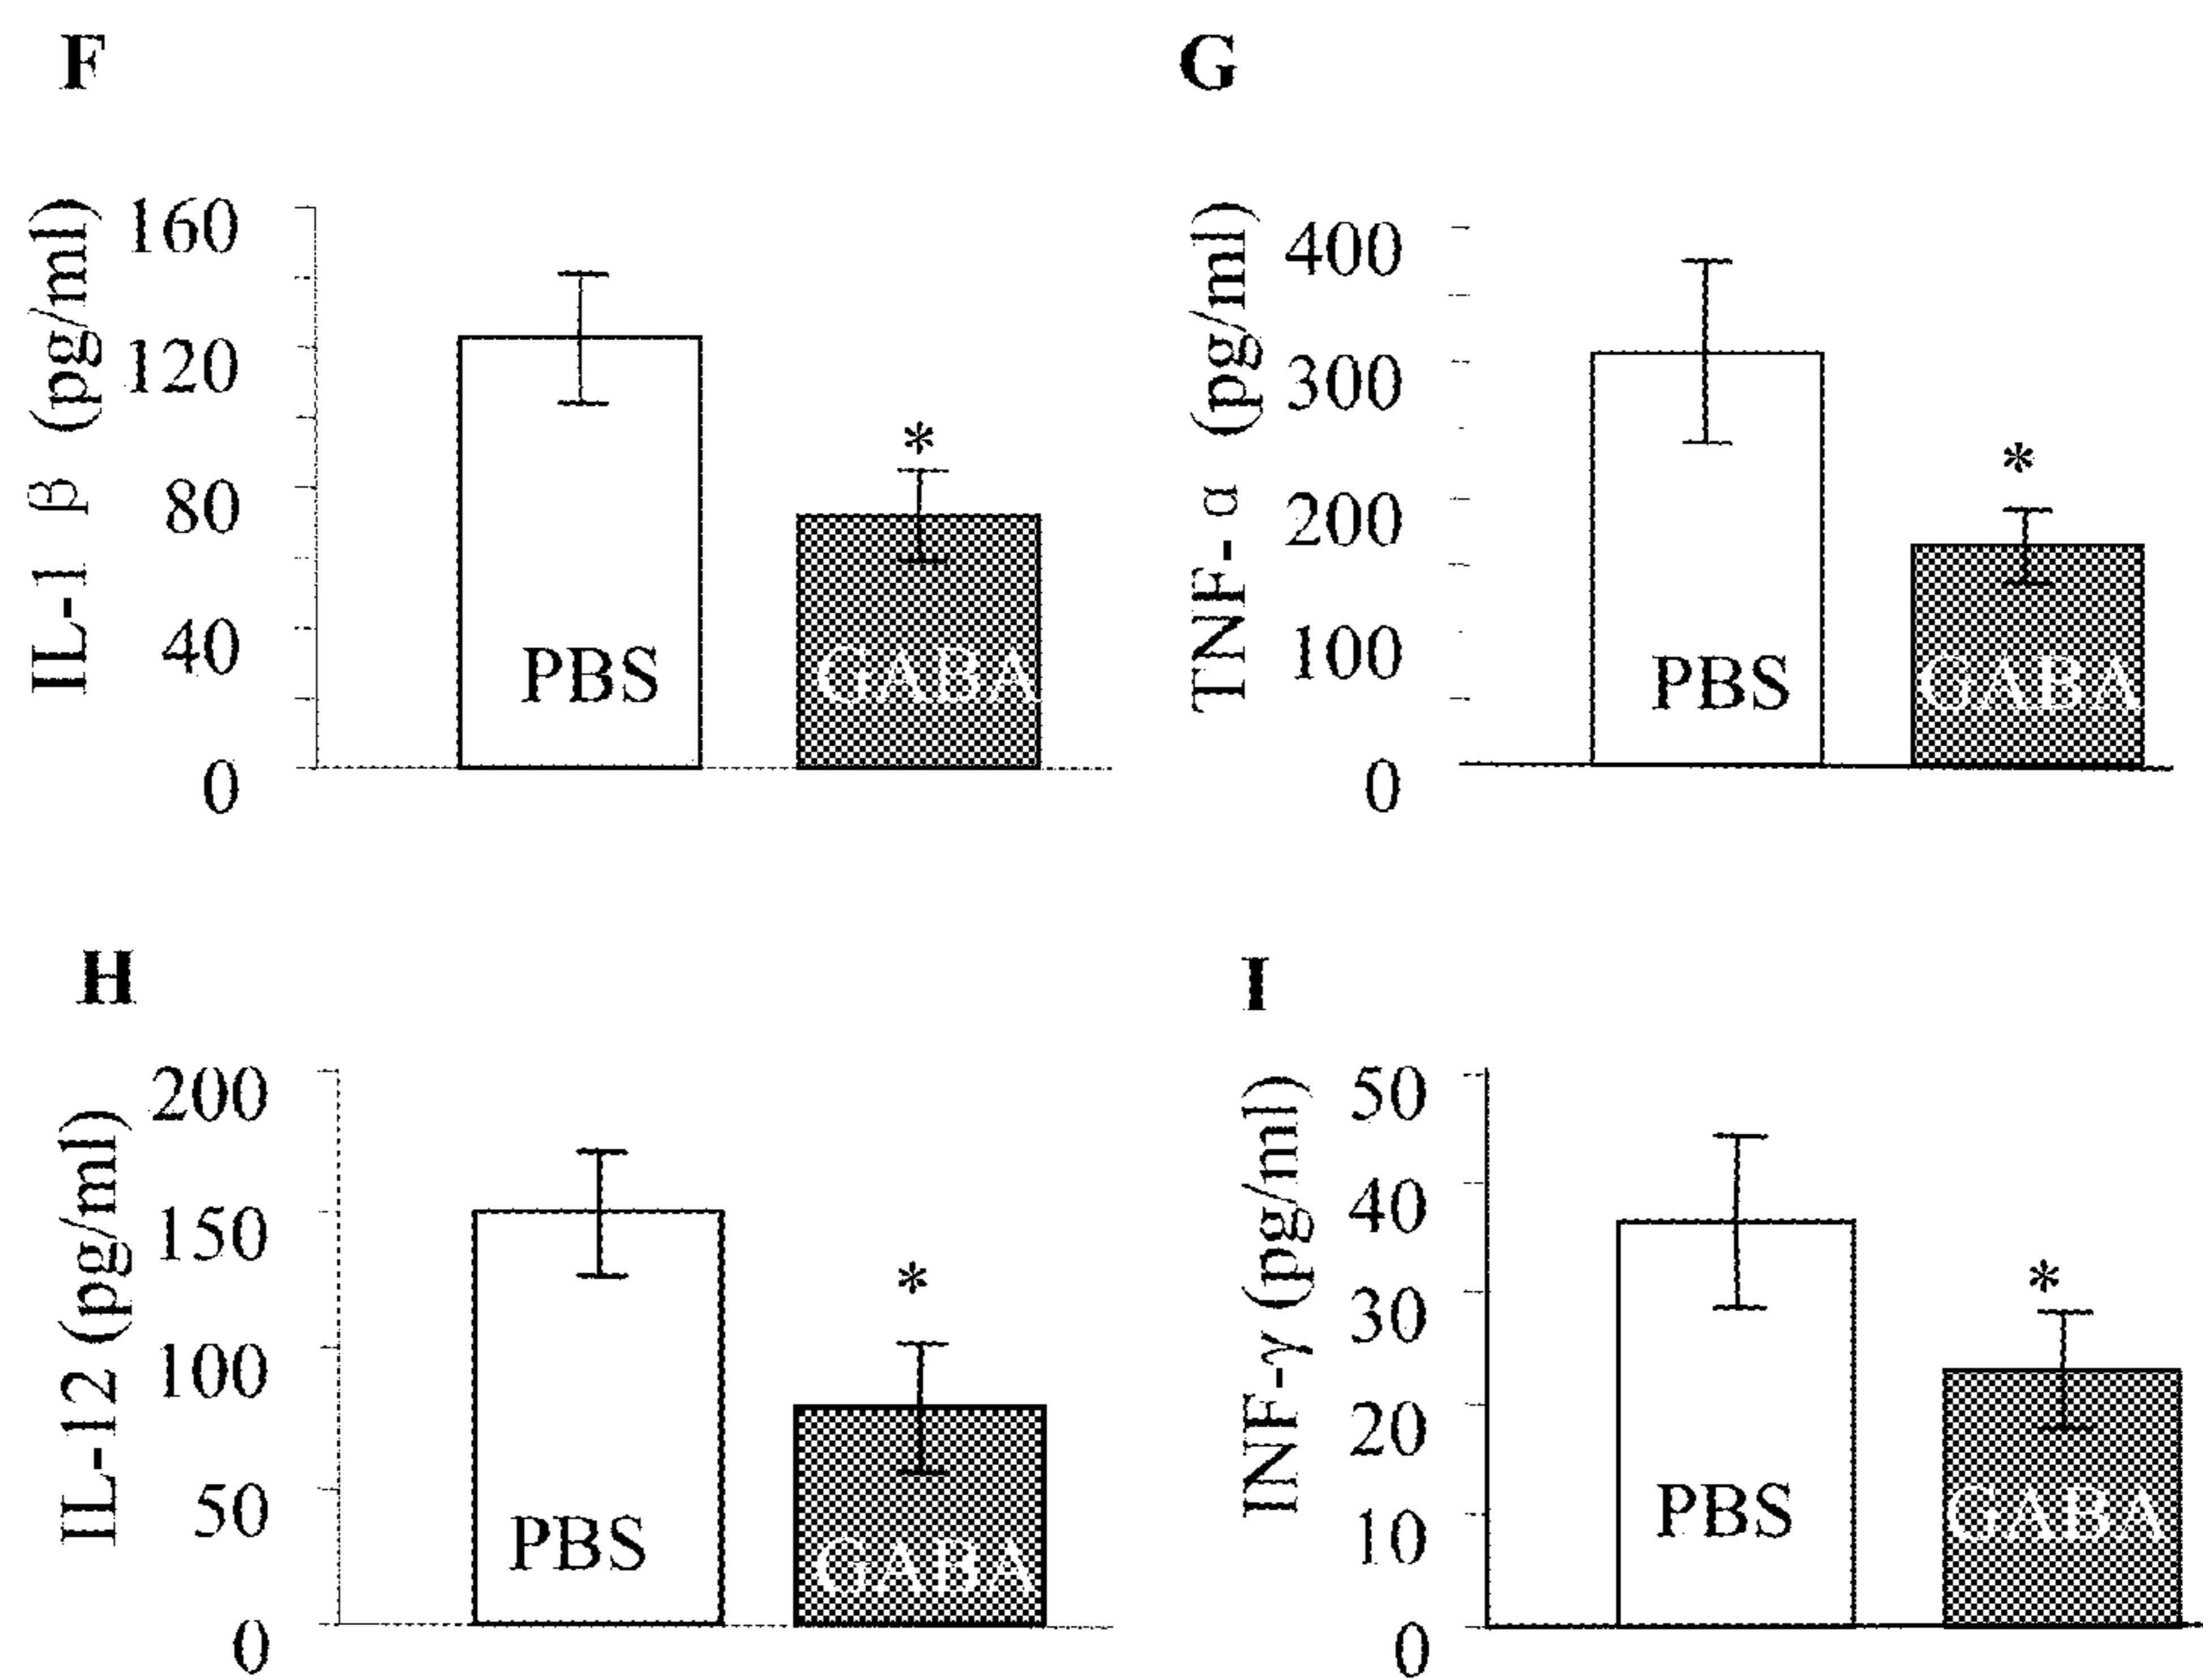 F
IL-1 β (pg/ml)
160
120
80
40
0
PBS
*
GABA
G
TNF-α (pg/ml)
400
300
200
100
0
PBS
*
GABA
H
IL-12 (pg/ml)
200
150
100
50
0
PBS
*
GABA
I
INF-γ (pg/ml)
50
40
30
20
10
0
PBS
*
GABA